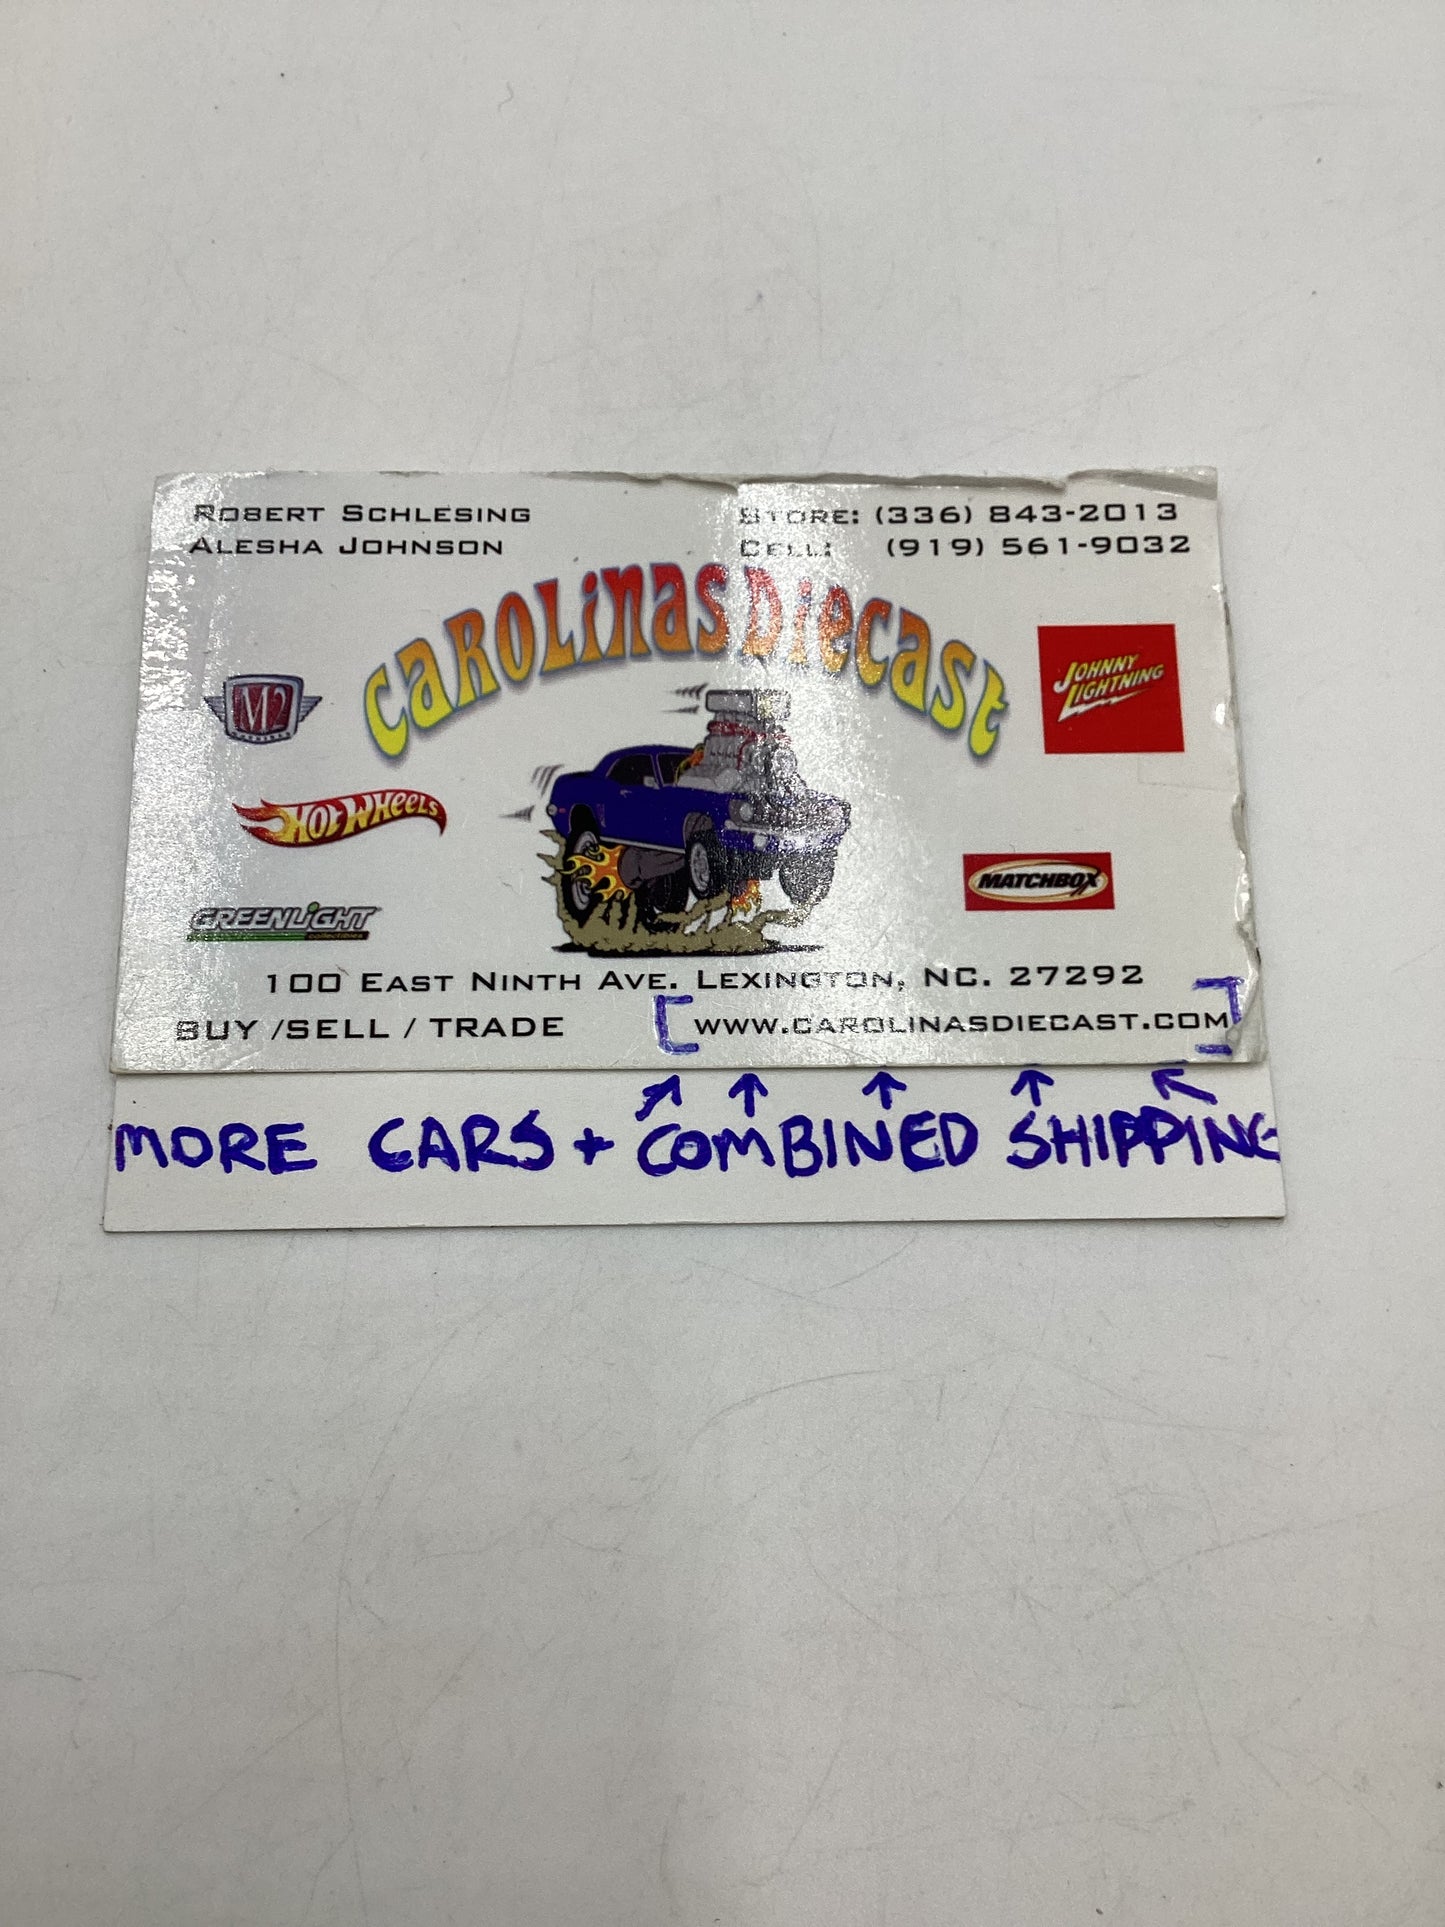 ROBERT SCHLESING
ALESHA JOHNSON
STORE: (336) 843-2013
CELL: (919) 561-9032
CAROLiNAS DiECAST
M2
MACHINES
JOHNNY
LIGHTNING
HOT WHEELS
MATCHBOX
GREENLiGHT
collectibles
100 EAST NINTH AVE. LEXINGTON, NC. 27292
BUY /SELL / TRADE
WWW.CAROLINASDIECAST.COM
MORE CARS + COMBINED SHIPPING